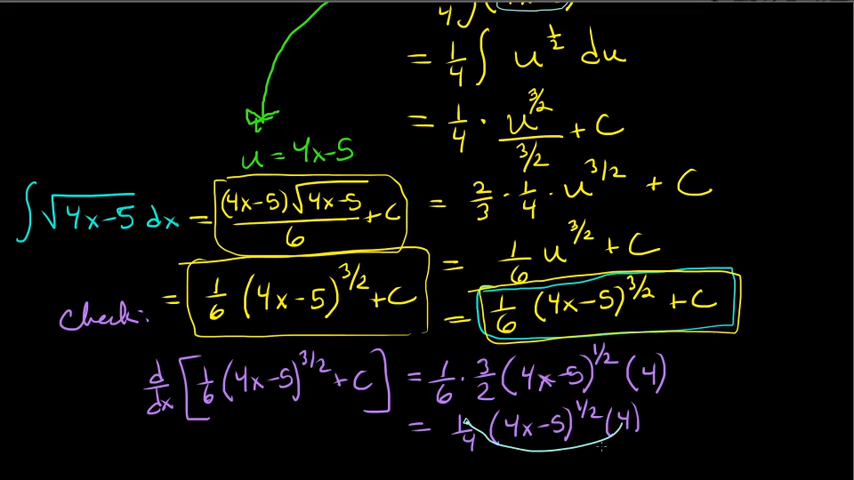 = 1/4 ∫ u^{1/2} du
= 1/4 · u^{3/2}/(3/2) + C
u = 4x-5
∫ √(4x-5) dx = (4x-5)√(4x-5)/6 + C
= 2/3 · 1/4 · u^{3/2} + C
= 1/6 u^{3/2} + C
= 1/6 (4x-5)^{3/2} + C
= 1/6 (4x-5)^{3/2} + C
Check:
d/dx [1/6 (4x-5)^{3/2} + C] = 1/6 · 3/2 (4x-5)^{1/2} (4)
= 1/4 (4x-5)^{1/2} (4)